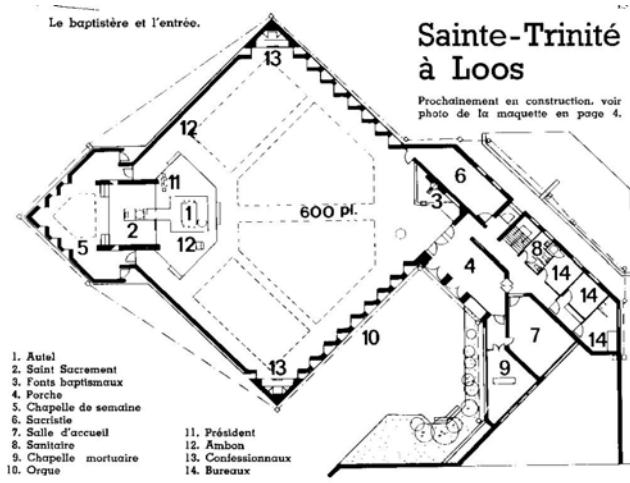 Le baptistère et l'entrée.
Sainte-Trinité
à Loos
Prochainement en construction, voir
photo de la maquette en page 4.
13
12
6
11
3
1
600 pl.
2
8
12
5
4
14
14
7
10
14
13
9
1. Autel
2. Saint Sacrement
3. Fonts baptismaux
4. Porche
5. Chapelle de semaine
6. Sacristie
7. Salle d'accueil
8. Sanitaire
9. Chapelle mortuaire
10. Orgue
11. Président
12. Ambon
13. Confessionnaux
14. Bureaux